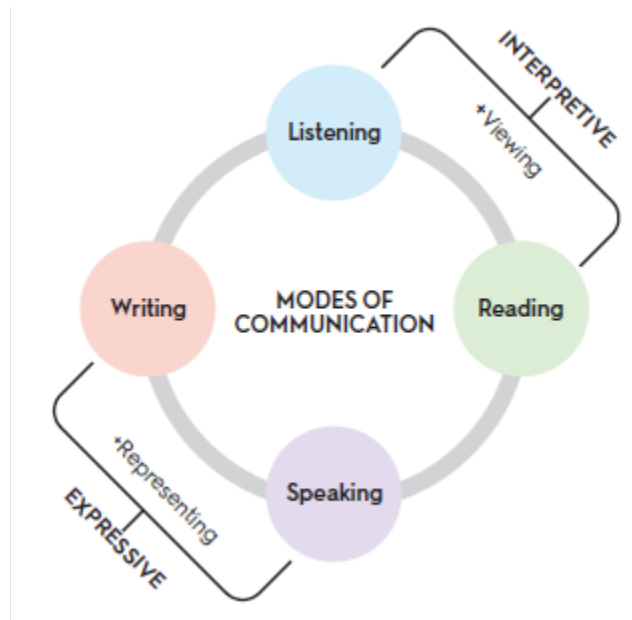 INTERPRETIVE
+Viewing
Listening
Writing
MODES OF
COMMUNICATION
Reading
+Representing
EXPRESSIVE
Speaking